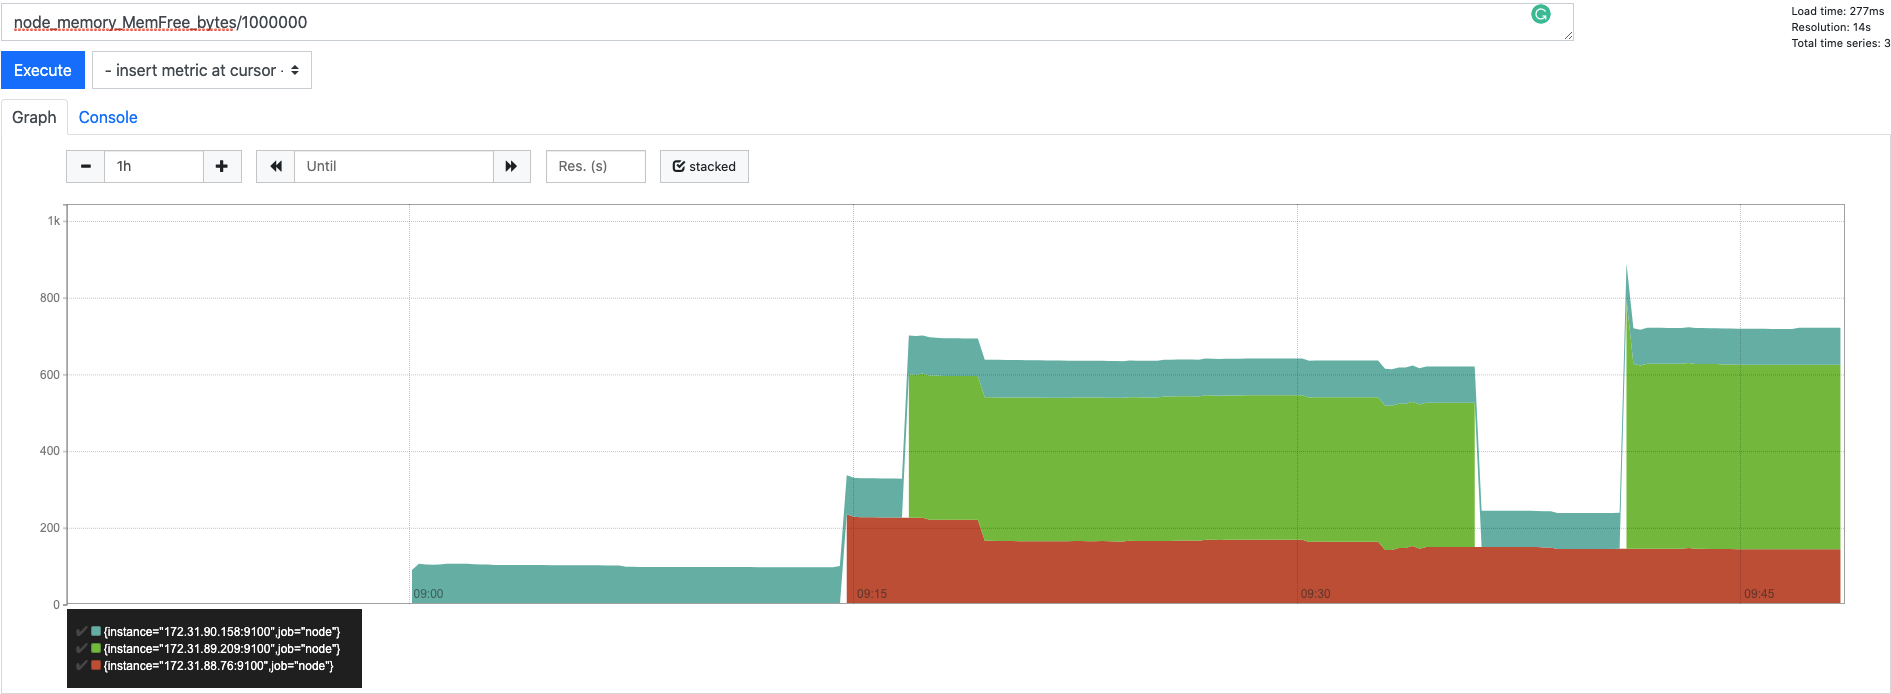 node_memory_MemFree_bytes/1000000
Load time: 277ms
Resolution: 14s
Total time series: 3
Execute
- insert metric at cursor -
Graph
Console
1h
Until
Res. (s)
stacked
1k
800
600
400
200
0
09:00
09:15
09:30
09:45
{instance="172.31.90.158:9100",job="node"}
{instance="172.31.89.209:9100",job="node"}
{instance="172.31.88.76:9100",job="node"}